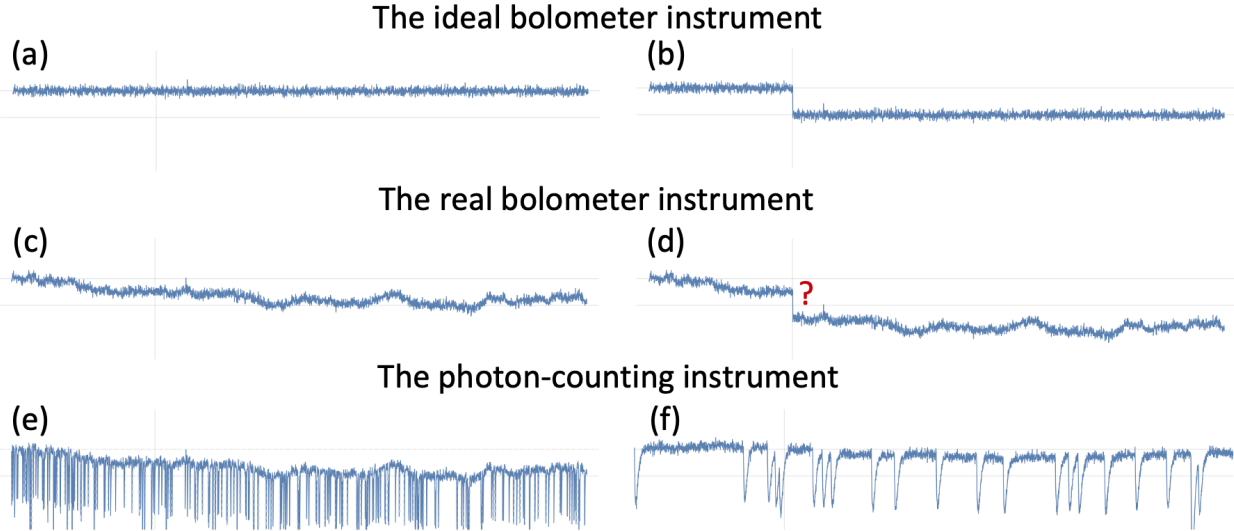 The ideal bolometer instrument
(a)
(b)
The real bolometer instrument
(c)
(d)
?
The photon-counting instrument
(e)
(f)